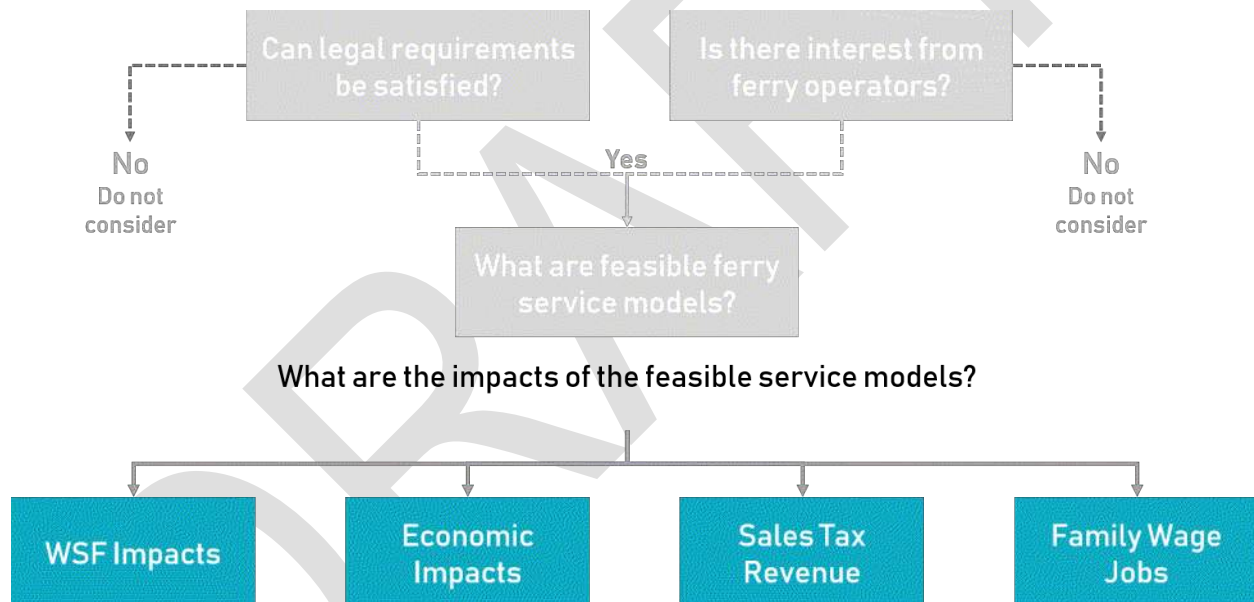 Can legal requirements
be satisfied?
Is there interest from
ferry operators?
No
Do not
consider
Yes
No
Do not
consider
What are feasible ferry
service models?
What are the impacts of the feasible service models?
WSF Impacts
Economic
Impacts
Sales Tax
Revenue
Family Wage
Jobs
DRAFT